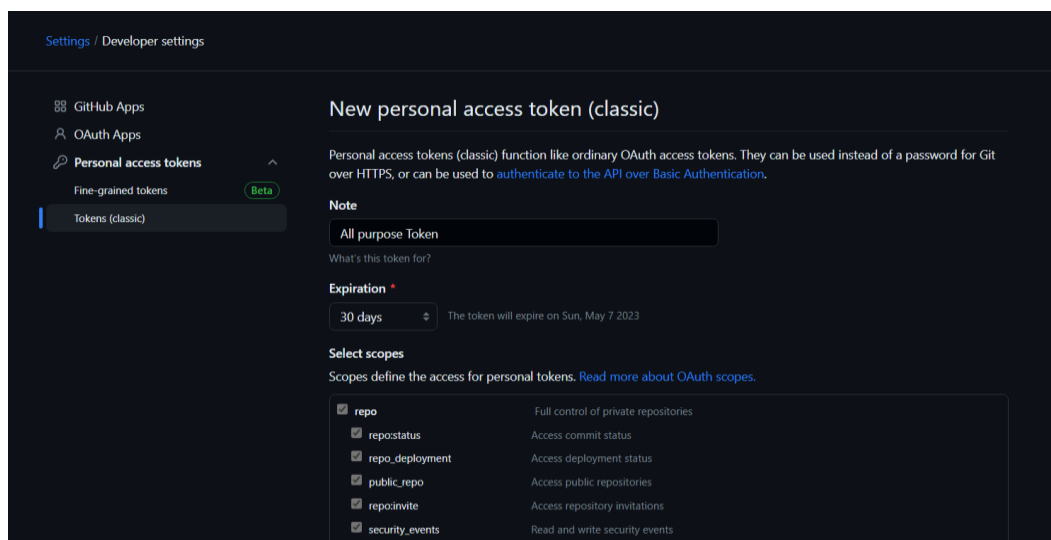 Settings / Developer settings
GitHub Apps
OAuth Apps
Personal access tokens
Fine-grained tokens Beta
Tokens (classic)
New personal access token (classic)
Personal access tokens (classic) function like ordinary OAuth access tokens. They can be used instead of a password for Git
over HTTPS, or can be used to authenticate to the API over Basic Authentication.
Note
All purpose Token
What's this token for?
Expiration *
30 days The token will expire on Sun, May 7 2023
Select scopes
Scopes define the access for personal tokens. Read more about OAuth scopes.
repo Full control of private repositories
repo:status Access commit status
repo_deployment Access deployment status
public_repo Access public repositories
repo:invite Access repository invitations
security_events Read and write security events